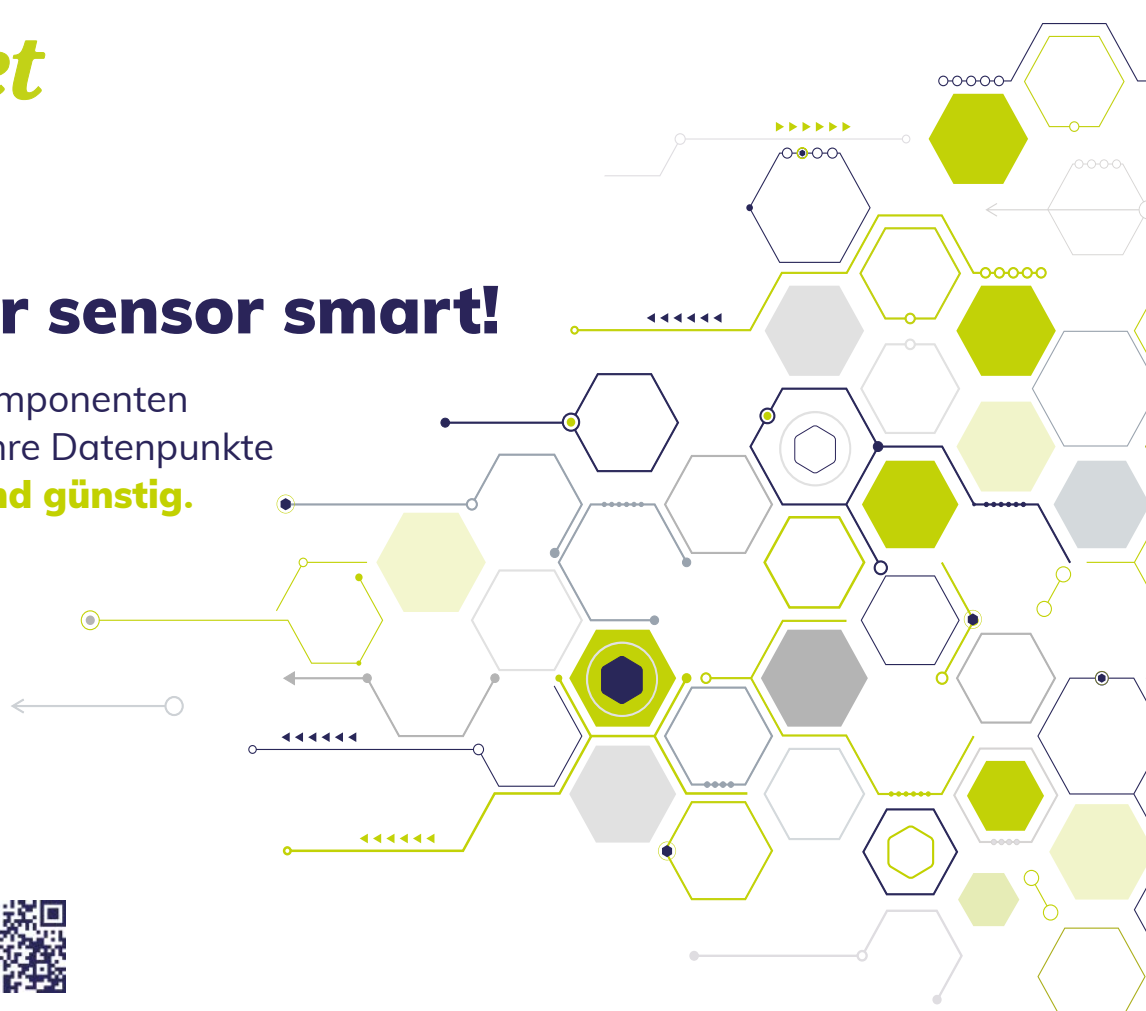 et
r sensor smart!
mponenten
hre Datenpunkte
nd günstig.